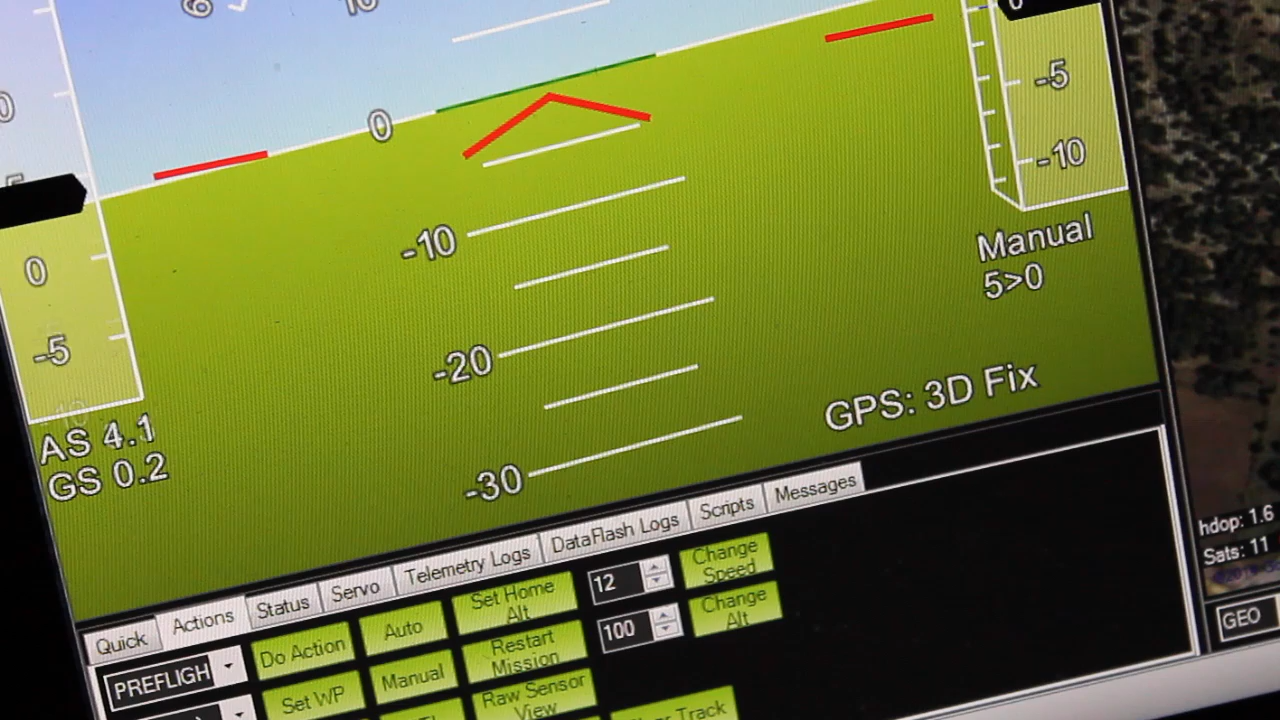 10
0
-5
-10
0
-10
0
-5
-20
-30
Manual
5>0
GPS: 3D Fix
AS 4.1
GS 0.2
Quick
Actions
Status
Servo
Telemetry Logs
DataFlash Logs
Scripts
Messages
PREFLIGH
Do Action
Auto
Set Home
Alt
12
Change
Speed
Set WP
Manual
Restart
Mission
100
Change
Alt
Raw Sensor
View
Track
hdop: 1.6
Sats: 11
GEO